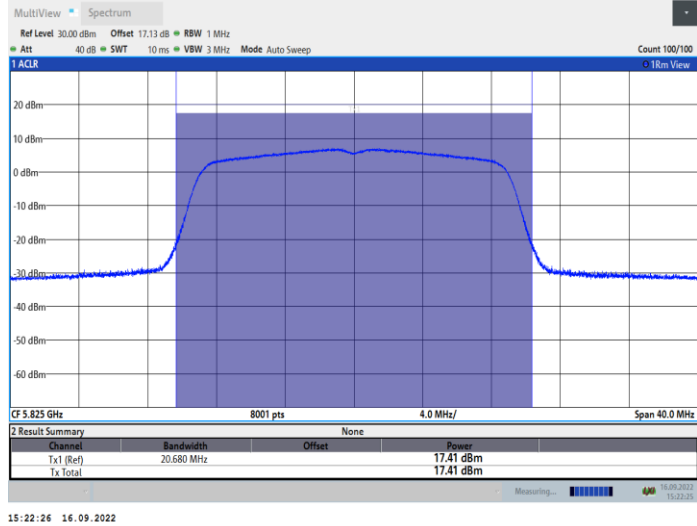 MultiView Spectrum
Ref Level 30.00 dBm Offset 17.13 dB RBW 1 MHz
Att 40 dB SWT 10 ms VBW 3 MHz Mode Auto Sweep Count 100/100
1 ACLR 1Rm View
20 dBm
10 dBm
0 dBm
-10 dBm
-20 dBm
-30 dBm
-40 dBm
-50 dBm
-60 dBm
CF 5.825 GHz 8001 pts 4.0 MHz/ Span 40.0 MHz
2 Result Summary None
Channel Bandwidth Offset Power
Tx1 (Ref) 20.680 MHz 17.41 dBm
Tx Total 17.41 dBm
Measuring... 16.09.2022
15:22:25
15:22:26 16.09.2022